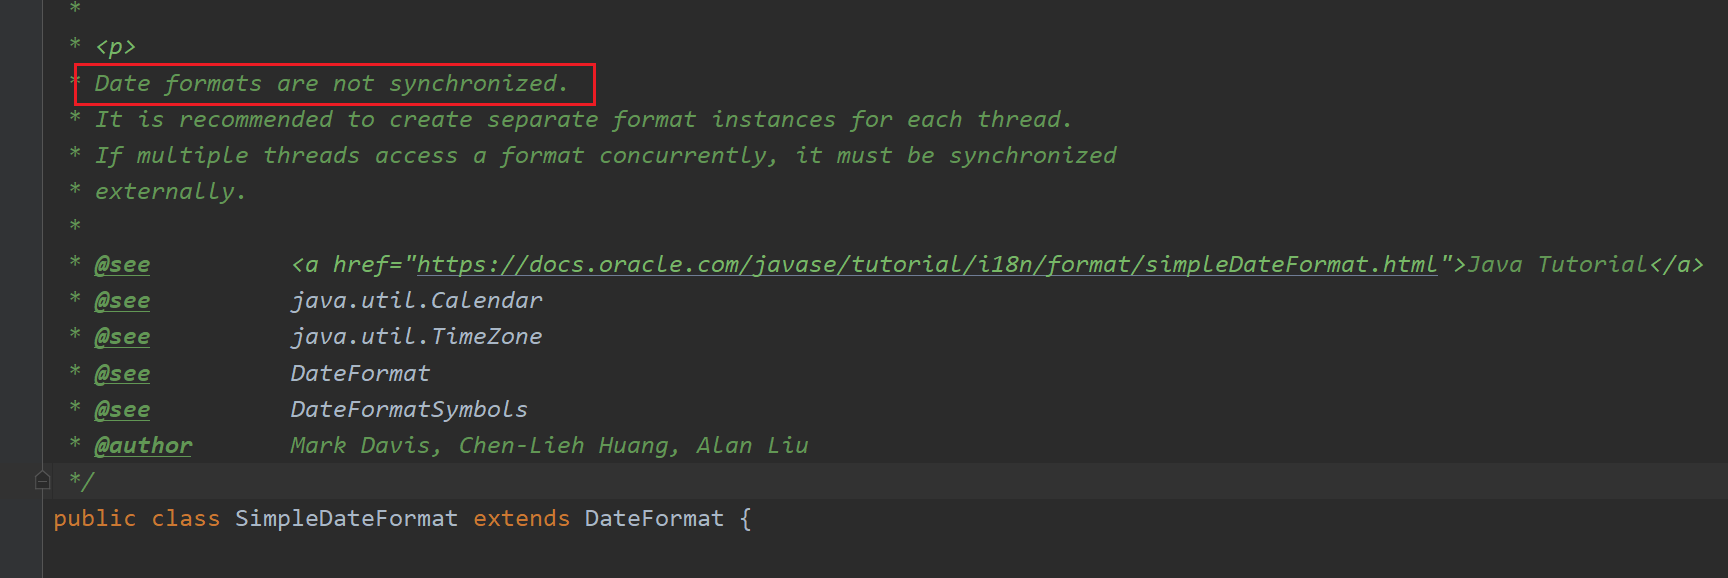 *
* <p>
* Date formats are not synchronized.
* It is recommended to create separate format instances for each thread.
* If multiple threads access a format concurrently, it must be synchronized
* externally.
*
* @see          <a href="https://docs.oracle.com/javase/tutorial/i18n/format/simpleDateFormat.html">Java Tutorial</a>
* @see          java.util.Calendar
* @see          java.util.TimeZone
* @see          DateFormat
* @see          DateFormatSymbols
* @author       Mark Davis, Chen-Lieh Huang, Alan Liu
*/
public class SimpleDateFormat extends DateFormat {